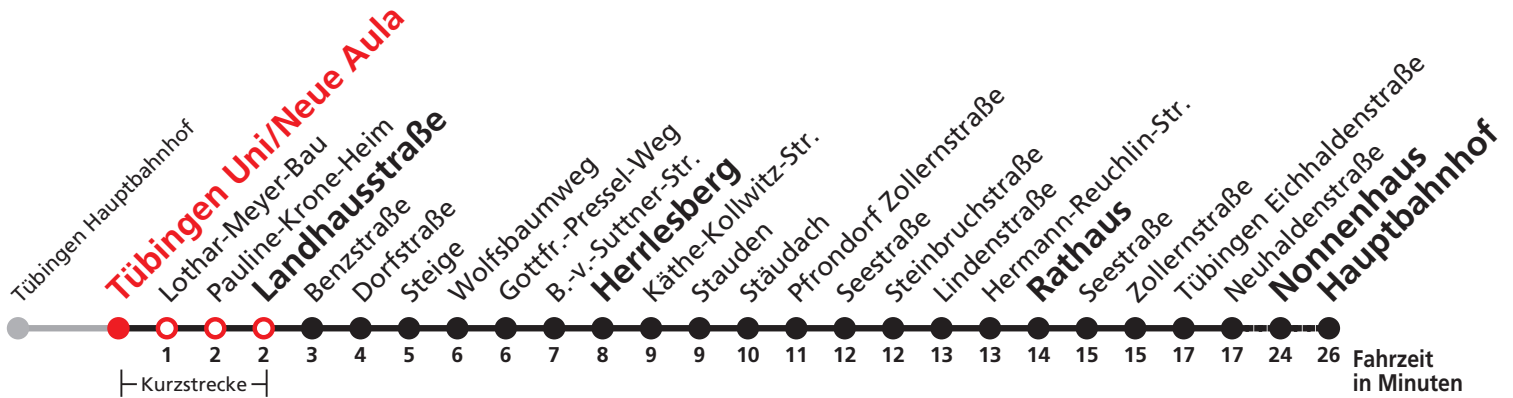 Tübingen Hauptbahnhof
Tübingen Uni/Neue Aula
Lothar-Meyer-Bau
Pauline-Krone-Heim
Landhausstraße
Benzstraße
Dorfstraße
Steige
Wolfsbaumweg
Gottfr.-Pressel-Weg
B.-v.-Suttner-Str.
Herrlesberg
Käthe-Kollwitz-Str.
Stauden
Stäudach
Pfrondorf Zollernstraße
Seestraße
Steinbruchstraße
Lindenstraße
Hermann-Reuchlin-Str.
Rathaus
Seestraße
Zollernstraße
Tübingen Eichhaldenstraße
Neuhaldenstraße
Nonnenhaus
Hauptbahnhof
1 2 2 3 4 5 6 6 7 8 9 9 10 11 12 12 13 13 14 15 15 17 17 24 26
Fahrzeit
in Minuten
Kurzstrecke